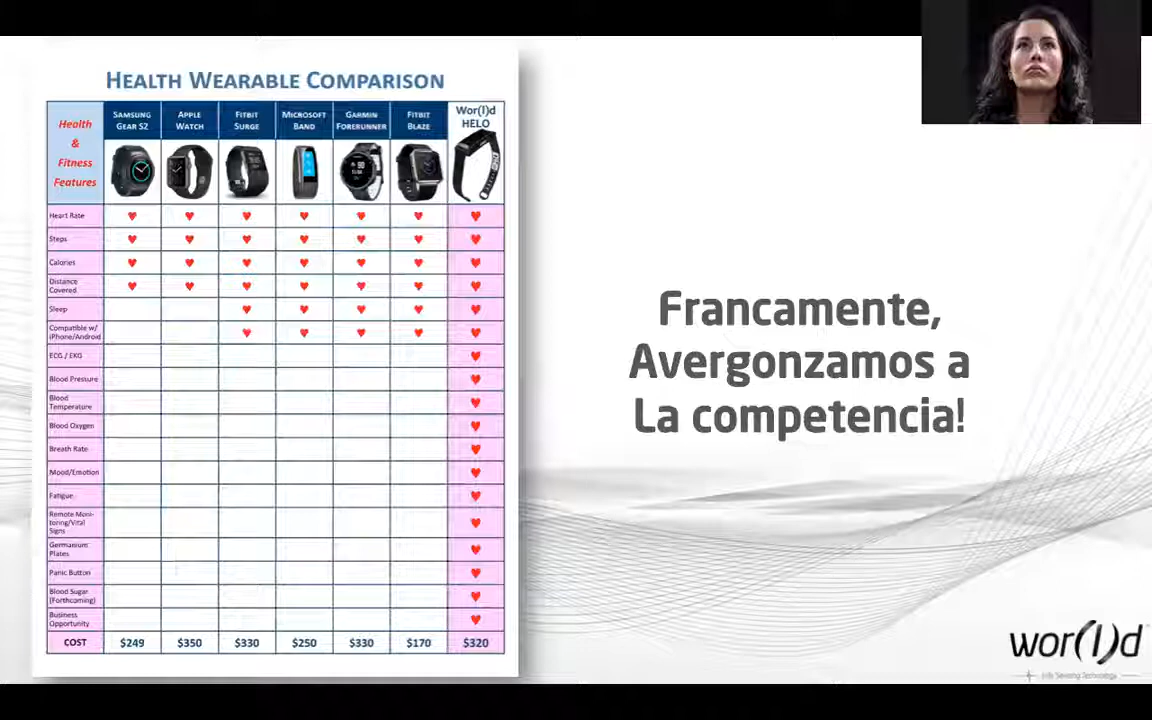 HEALTH WEARABLE COMPARISON
Health
&
Fitness
Features
SAMSUNG
GEAR S2
APPLE
WATCH
FITBIT
SURGE
MICROSOFT
BAND
GARMIN
FORERUNNER
FITBIT
BLAZE
Wor(l)d
HELO
Heart Rate
Steps
Calories
Distance
Covered
Sleep
Compatible w/
iPhone/Android
ECG / EKG
Blood Pressure
Blood
Temperature
Blood Oxygen
Breath Rate
Mood/Emotion
Fatigue
Remote Moni-
toring/Vital
Signs
Germanium
Plates
Panic Button
Blood Sugar
(Forthcoming)
Business
Opportunity
COST $249 $350 $330 $250 $330 $170 $320
Francamente,
Avergonzamos a
La competencia!
wor(l)d